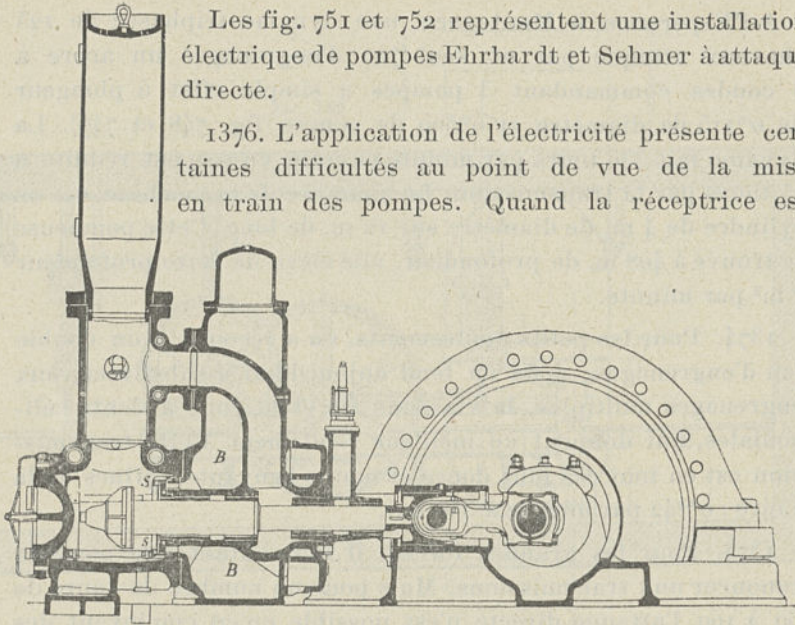 Les fig. 751 et 752 représentent une installation
électrique de pompes Ehrhardt et Sehmer à attaqu
directe.
1376. L'application de l'électricité présente cer
taines difficultés au point de vue de la mis
en train des pompes. Quand la réceptrice es
B
s
s
B